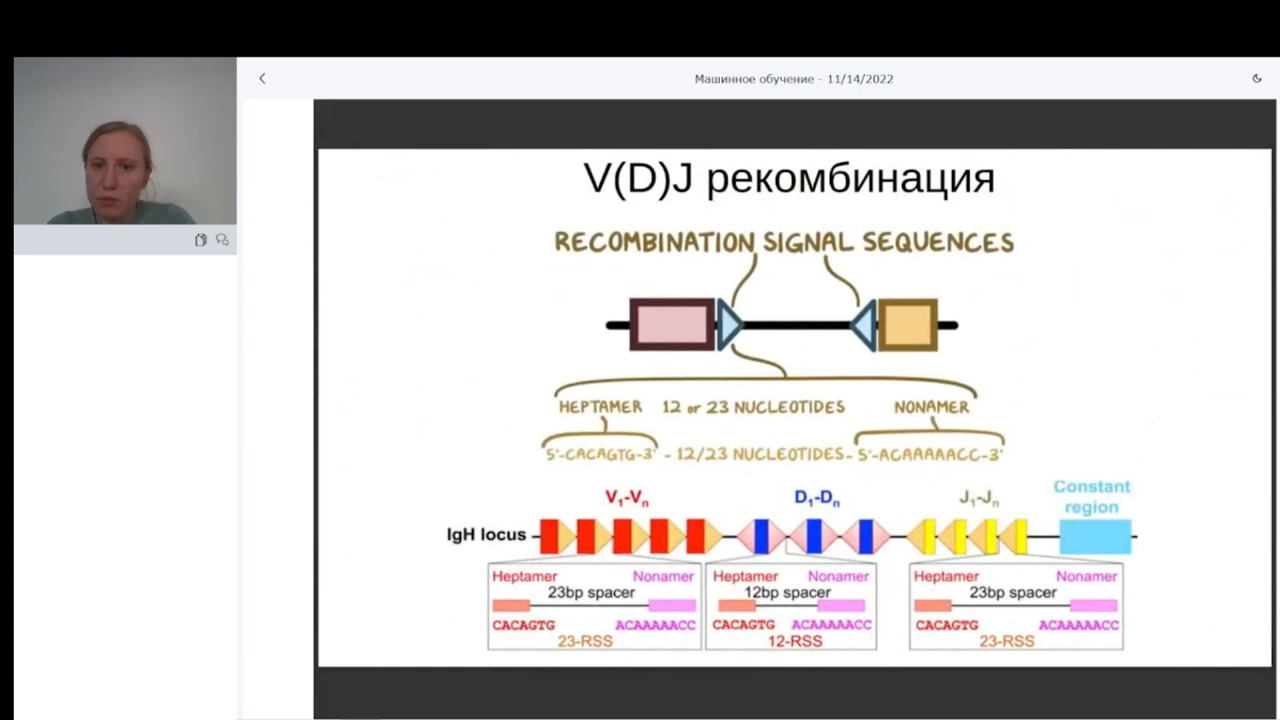 Машинное обучение - 11/14/2022
V(D)J рекомбинация
RECOMBINATION SIGNAL SEQUENCES
HEPTAMER 12 or 23 NUCLEOTIDES NONAMER
5'-CACAGTG-3' - 12/23 NUCLEOTIDES - 5'-ACAAAAACC-3'
V1-Vn D1-Dn J1-Jn Constant region
IgH locus
Heptamer Nonamer Heptamer Nonamer Heptamer Nonamer
23bp spacer 12bp spacer 23bp spacer
CACAGTG ACAAAAACC CACAGTG ACAAAAACC CACAGTG ACAAAAACC
23-RSS 12-RSS 23-RSS